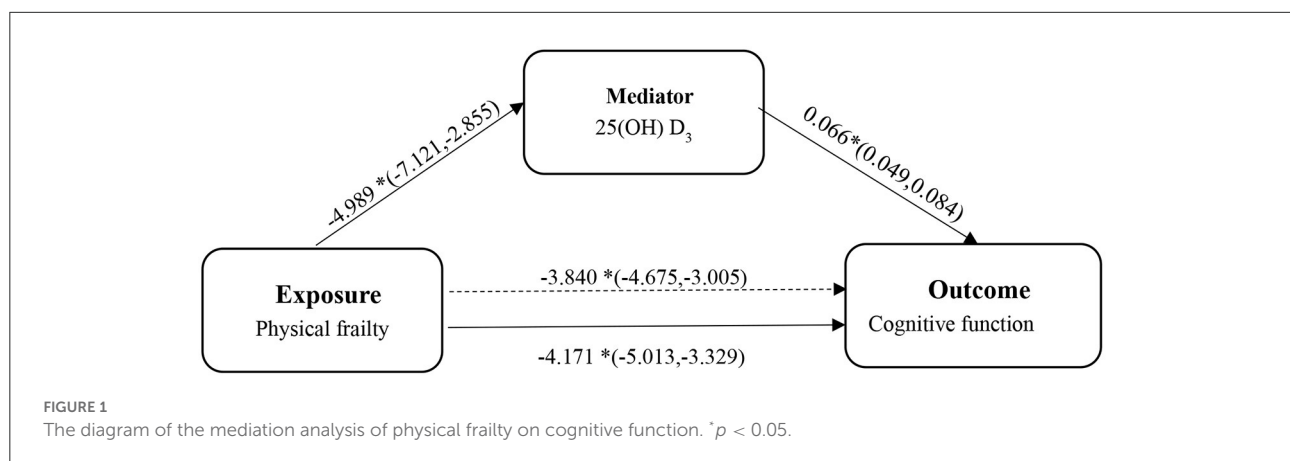 Mediator
25(OH) D₃
-4.989 *(-7.121,-2.855)
0.066*(0.049,0.084)
Exposure
Physical frailty
-3.840 *(-4.675,-3.005)
-4.171 *(-5.013,-3.329)
Outcome
Cognitive function
FIGURE 1
The diagram of the mediation analysis of physical frailty on cognitive function. *p < 0.05.